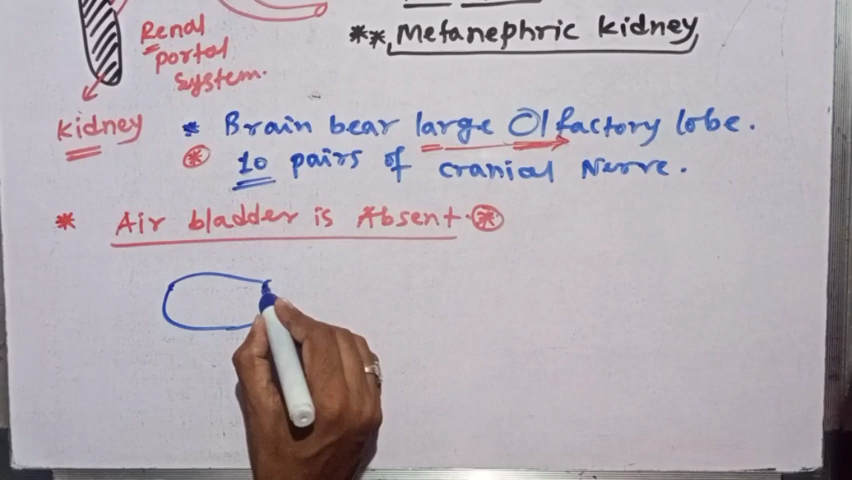 Renal
portal
system.
** Metanephric kidney
kidney
* Brain bear large Olfactory lobe.
* 10 pairs of cranial Nerve.
* Air bladder is Absent. *